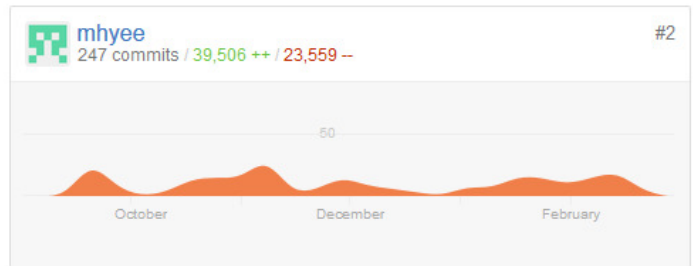 mhyee
#2
247 commits / 39,506 ++ / 23,559 --
50
October
December
February